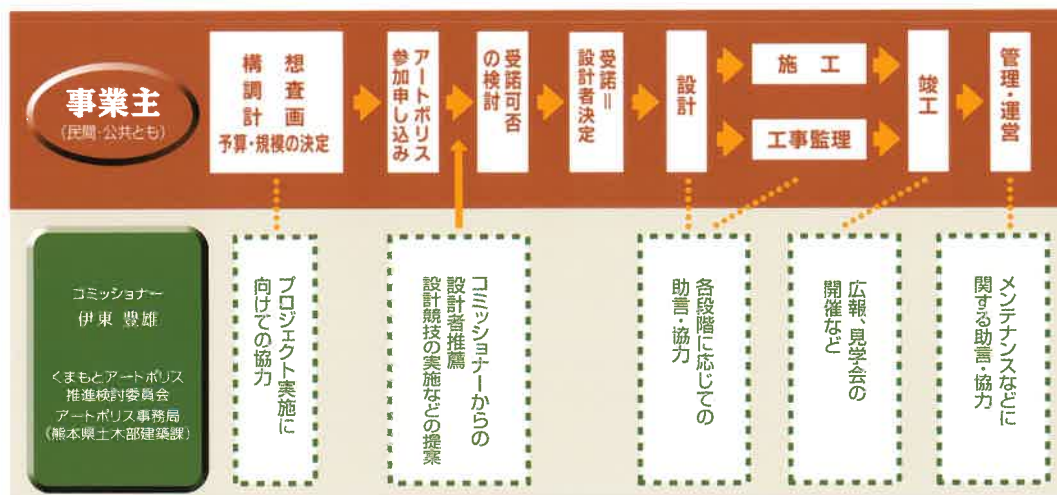 事業主
(民間・公共とも)
構想
調査
計画
予算・規模の決定
アートポリス
参加申し込み
受諾可否
の検討
受諾＝
設計者決定
設計
施工
工事監理
竣工
管理・運営
コミッショナー
伊東 豊雄
くまもとアートポリス
推進検討委員会
アートポリス事務局
(熊本県土木部建築課)
プロジェクト実施に
向けての協力
コミッショナーからの
設計者推薦
設計競技の実施などの提案
各段階に応じての
助言・協力
広報、見学会の
開催など
メンテナンスなどに
関する助言・協力